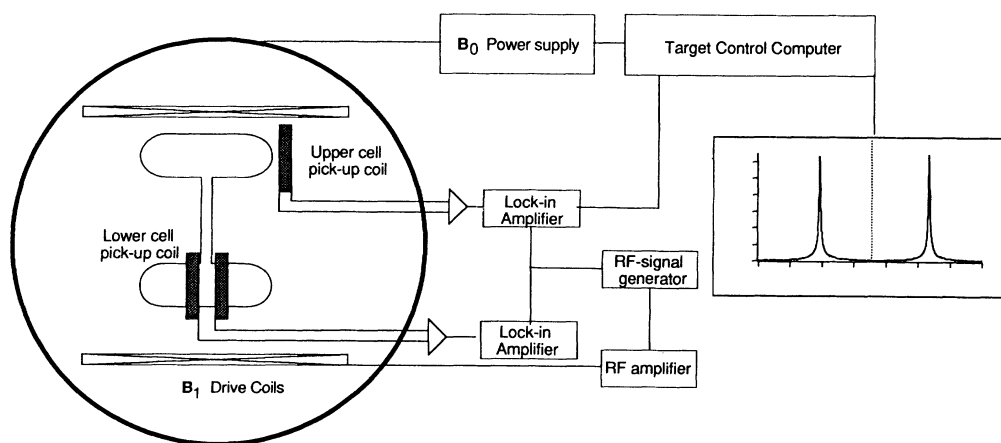 B0 Power supply
Target Control Computer
Upper cell
pick-up coil
Lock-in
Amplifier
Lower cell
pick-up coil
RF-signal
generator
Lock-in
Amplifier
RF amplifier
B1 Drive Coils